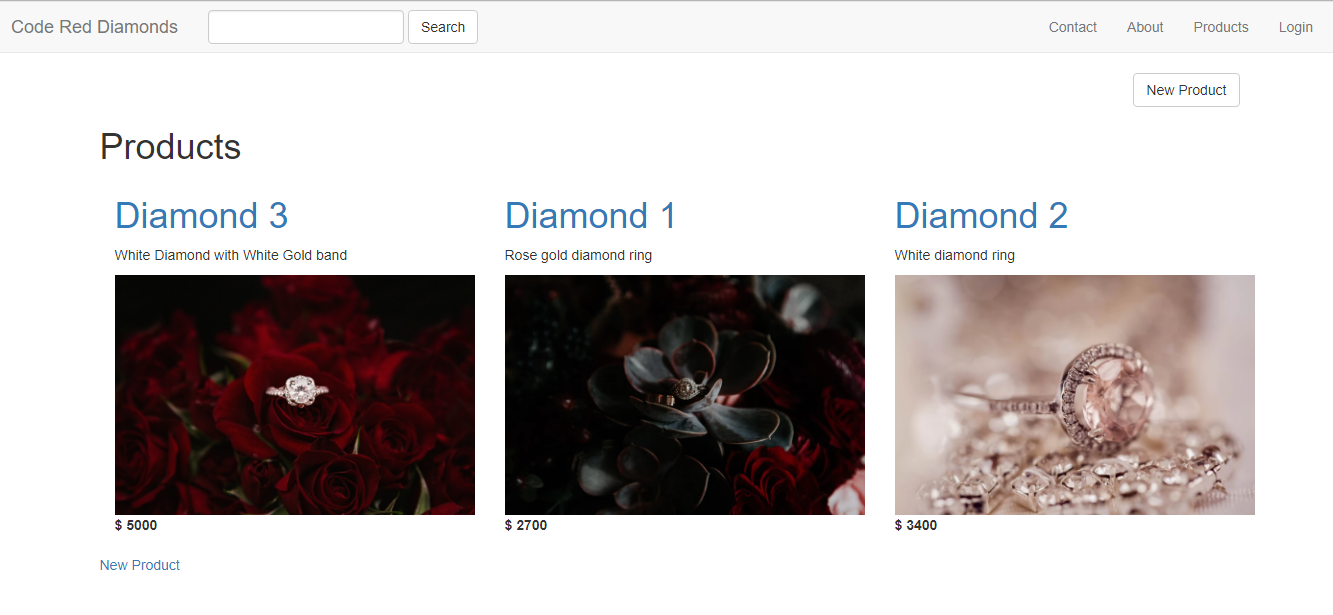 Code Red Diamonds Search Contact About Products Login
New Product
Products
Diamond 3
White Diamond with White Gold band
$ 5000
Diamond 1
Rose gold diamond ring
$ 2700
Diamond 2
White diamond ring
$ 3400
New Product